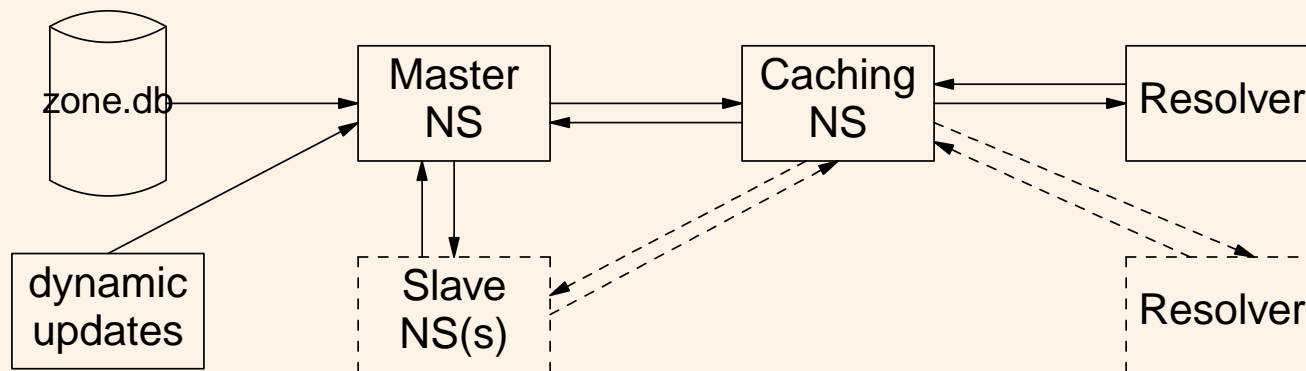 zone.db
Master
NS
Caching
NS
Resolver
dynamic
updates
Slave
NS(s)
Resolver